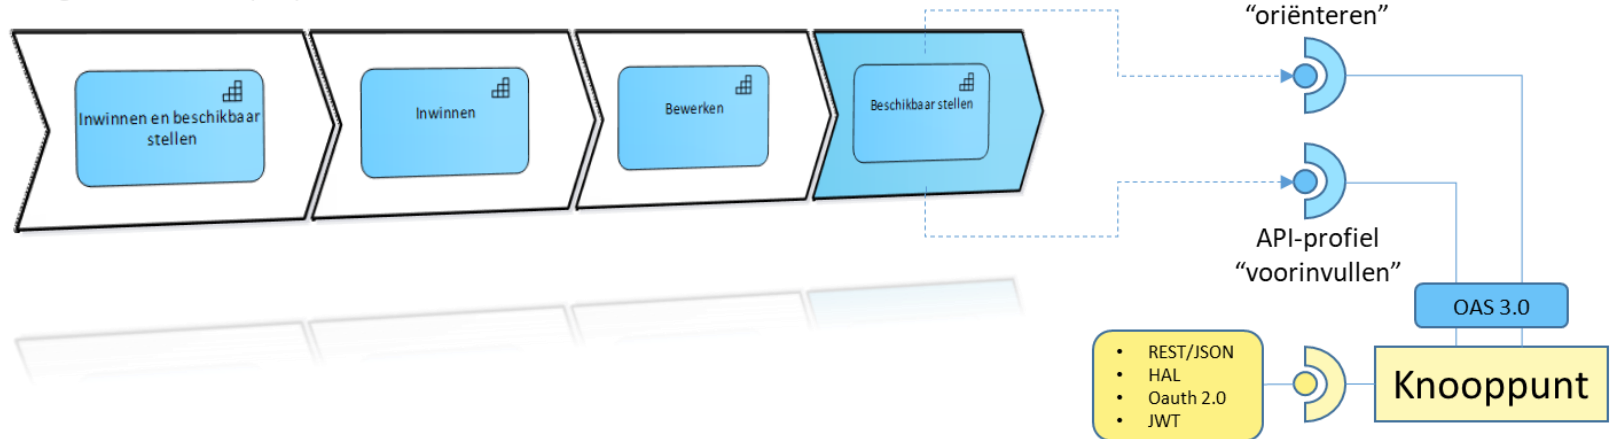 Inwinnen en beschikbaar
stellen
Inwinnen
Bewerken
Beschikbaar stellen
“oriënteren”
API-profiel
“voorinvullen”
OAS 3.0
• REST/JSON
• HAL
• Oauth 2.0
• JWT
Knooppunt